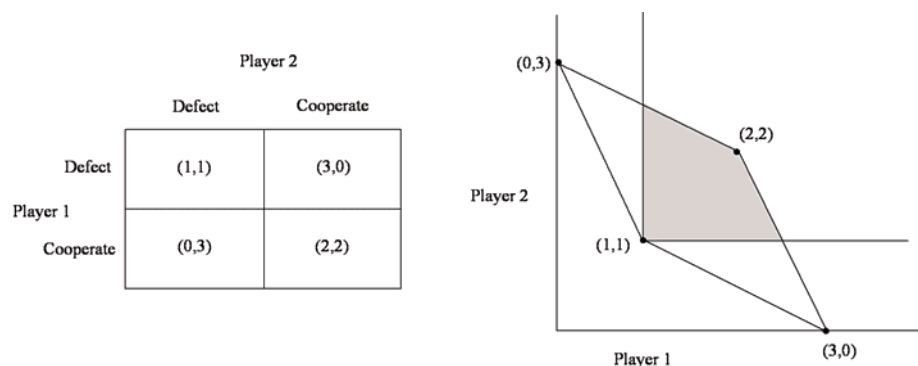 Player 2
Defect Cooperate
Defect (1,1) (3,0)
Player 1
Cooperate (0,3) (2,2)
(0,3)
(2,2)
Player 2
(1,1)
(3,0)
Player 1